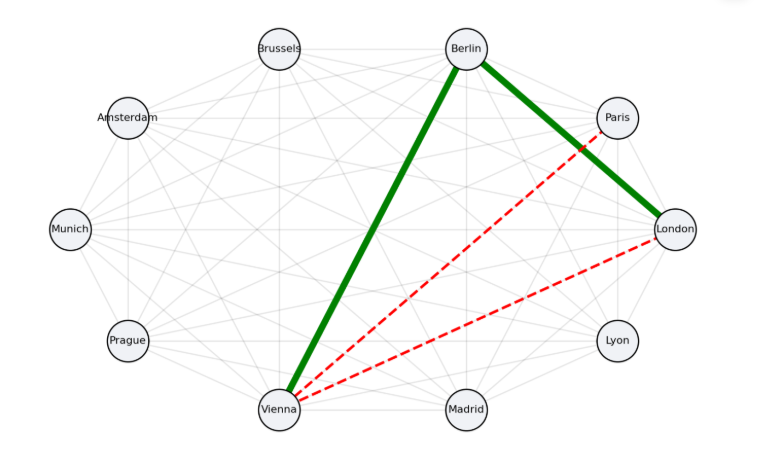 Brussels
Berlin
Amsterdam
Paris
Munich
London
Prague
Lyon
Vienna
Madrid